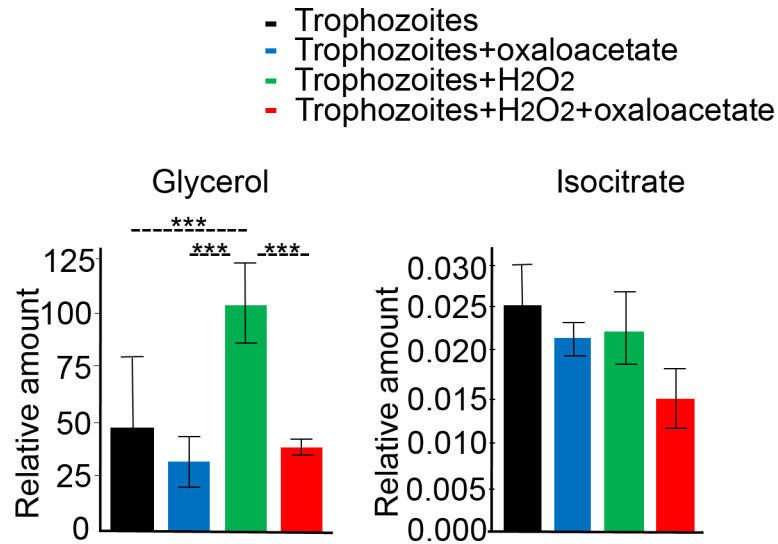 Trophozoites
Trophozoites+oxaloacetate
Trophozoites+H2O2
Trophozoites+H2O2+oxaloacetate
Glycerol
***
*** ***
Relative amount
125
100
75
50
25
0
Isocitrate
Relative amount
0.030
0.025
0.020
0.015
0.010
0.005
0.000